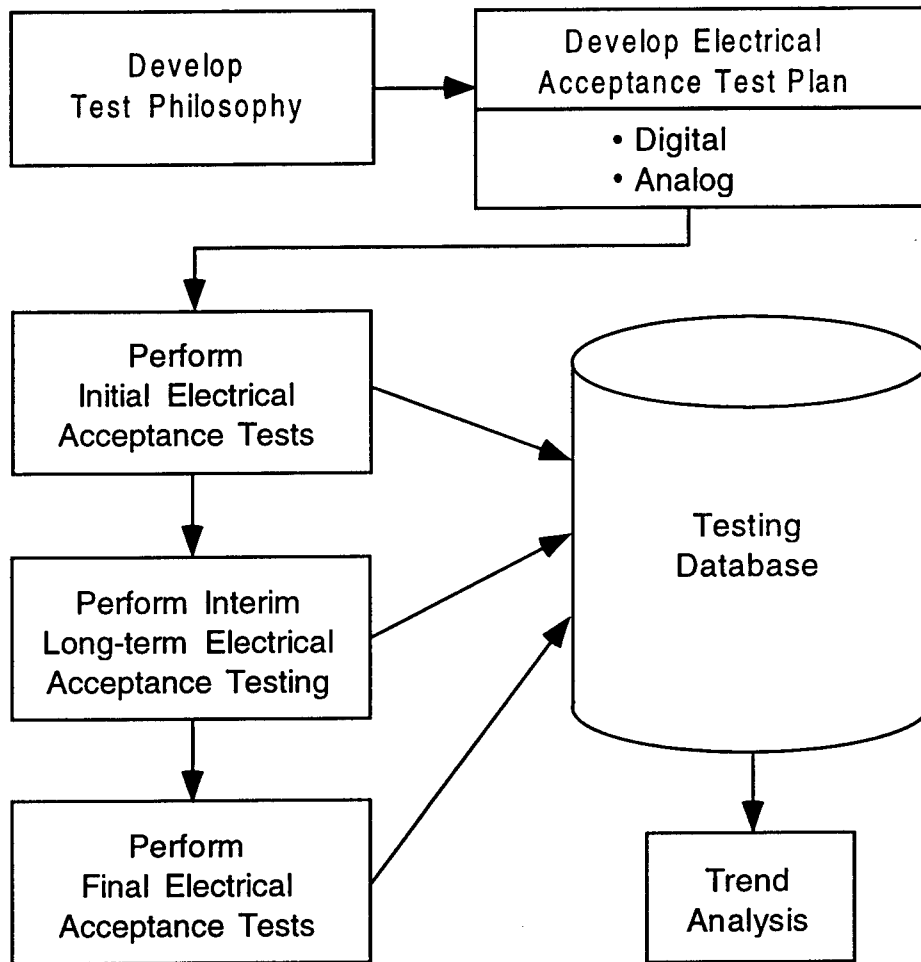 Develop
Test Philosophy
Develop Electrical
Acceptance Test Plan
• Digital
• Analog
Perform
Initial Electrical
Acceptance Tests
Perform Interim
Long-term Electrical
Acceptance Testing
Perform
Final Electrical
Acceptance Tests
Testing
Database
Trend
Analysis